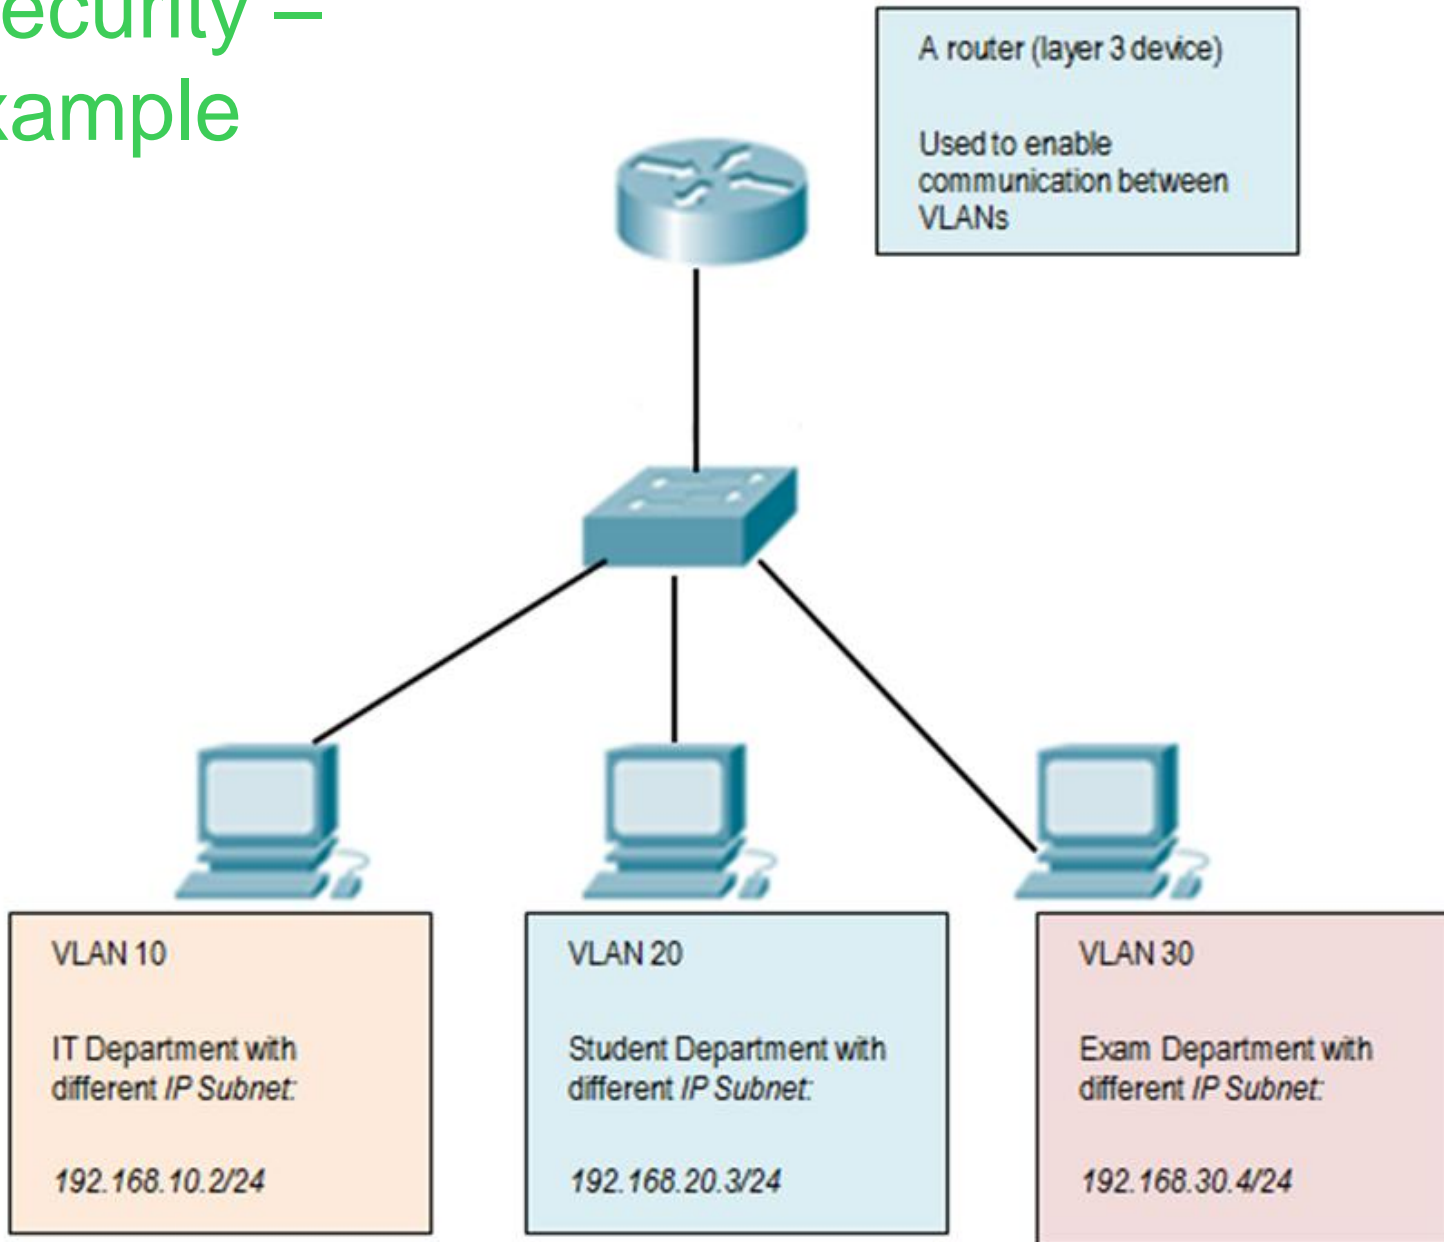 ecurity –
xample
A router (layer 3 device)
Used to enable
communication between
VLANs
VLAN 10
IT Department with
different IP Subnet:
192.168.10.2/24
VLAN 20
Student Department with
different IP Subnet:
192.168.20.3/24
VLAN 30
Exam Department with
different IP Subnet:
192.168.30.4/24